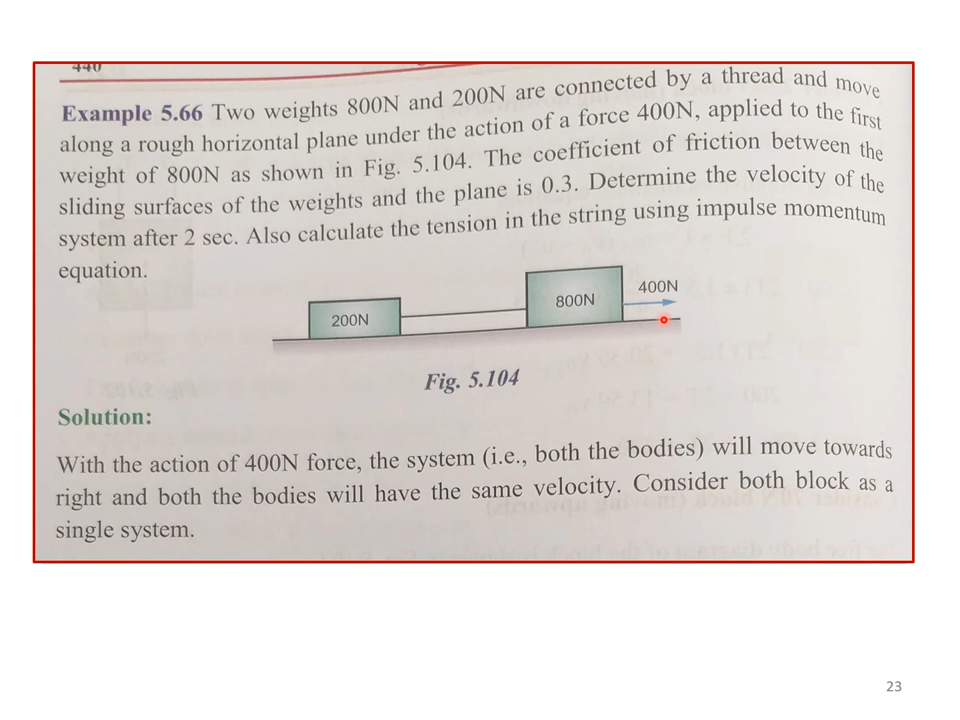 440
Example 5.66 Two weights 800N and 200N are connected by a thread and move
along a rough horizontal plane under the action of a force 400N, applied to the first
weight of 800N as shown in Fig. 5.104. The coefficient of friction between the
sliding surfaces of the weights and the plane is 0.3. Determine the velocity of the
system after 2 sec. Also calculate the tension in the string using impulse momentum
equation.
200N
800N
400N
Fig. 5.104
Solution:
With the action of 400N force, the system (i.e., both the bodies) will move towards
right and both the bodies will have the same velocity. Consider both block as a
single system.
23